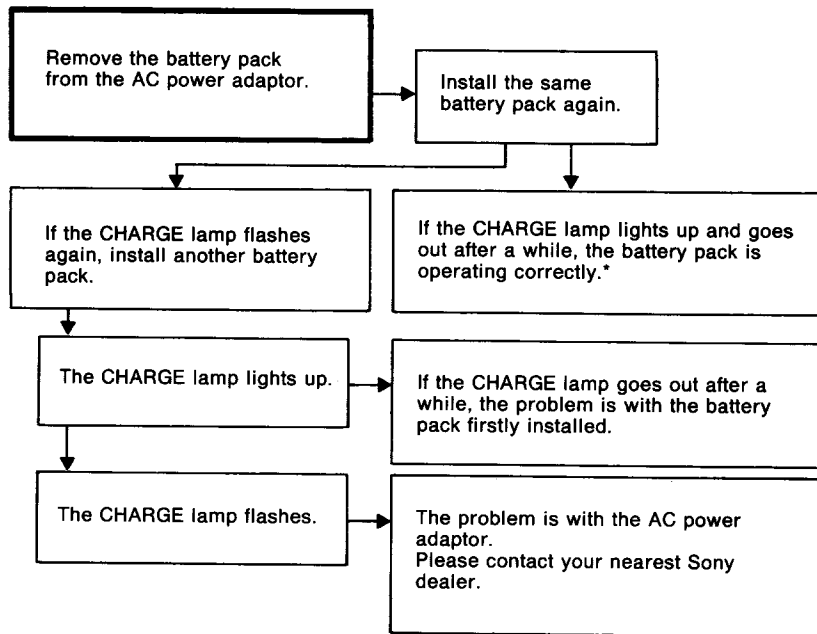 Remove the battery pack
from the AC power adaptor.
Install the same
battery pack again.
If the CHARGE lamp flashes
again, install another battery
pack.
If the CHARGE lamp lights up and goes
out after a while, the battery pack is
operating correctly.*
The CHARGE lamp lights up.
If the CHARGE lamp goes out after a
while, the problem is with the battery
pack firstly installed.
The CHARGE lamp flashes.
The problem is with the AC power
adaptor.
Please contact your nearest Sony
dealer.